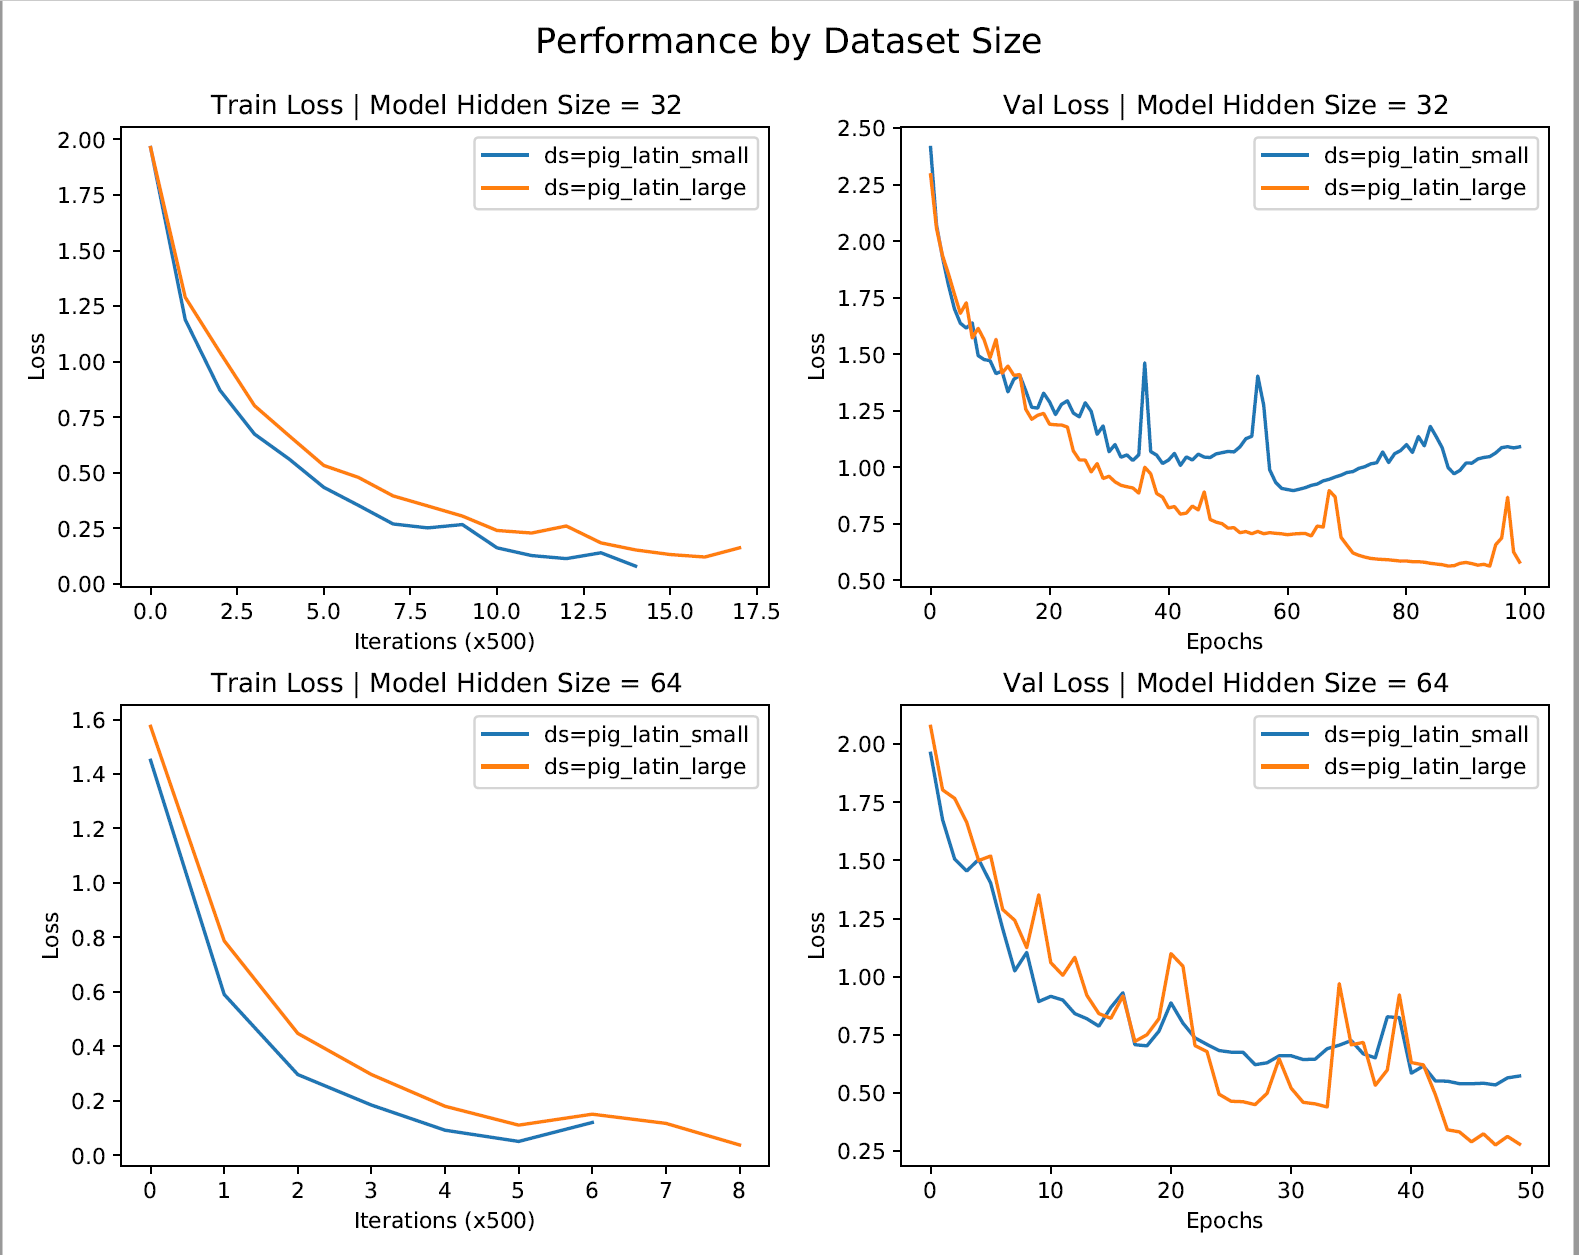 Performance by Dataset Size
Train Loss | Model Hidden Size = 32
2.00
1.75
1.50
1.25
1.00
0.75
0.50
0.25
0.00
Loss
ds=pig_latin_small
ds=pig_latin_large
0.0 2.5 5.0 7.5 10.0 12.5 15.0 17.5
Iterations (x500)
Val Loss | Model Hidden Size = 32
2.50
2.25
2.00
1.75
1.50
1.25
1.00
0.75
0.50
Loss
ds=pig_latin_small
ds=pig_latin_large
0 20 40 60 80 100
Epochs
Train Loss | Model Hidden Size = 64
1.6
1.4
1.2
1.0
0.8
0.6
0.4
0.2
0.0
Loss
ds=pig_latin_small
ds=pig_latin_large
0 1 2 3 4 5 6 7 8
Iterations (x500)
Val Loss | Model Hidden Size = 64
2.00
1.75
1.50
1.25
1.00
0.75
0.50
0.25
Loss
ds=pig_latin_small
ds=pig_latin_large
0 10 20 30 40 50
Epochs